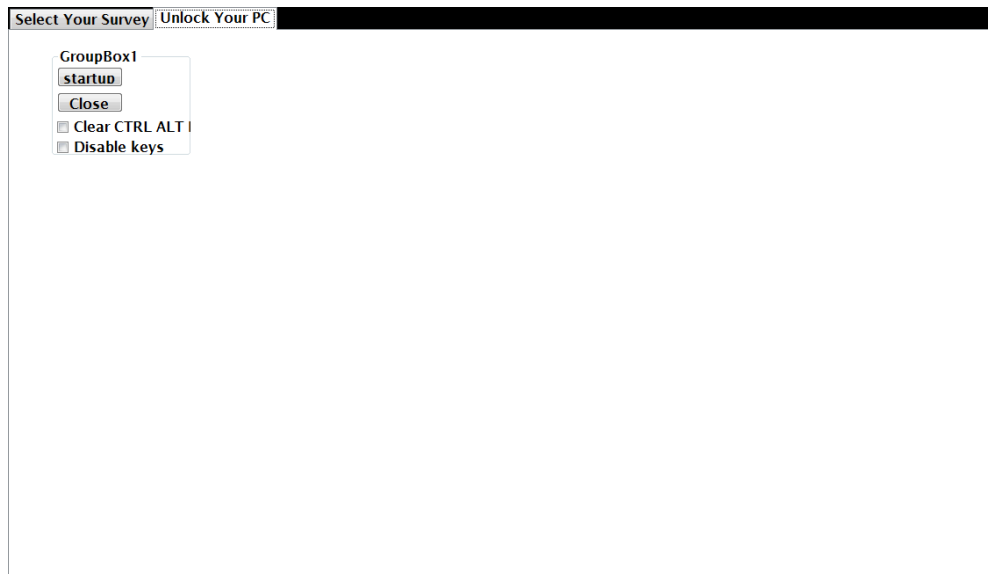 Select Your Survey Unlock Your PC
GroupBox1
startup
Close
Clear CTRL ALT
Disable keys